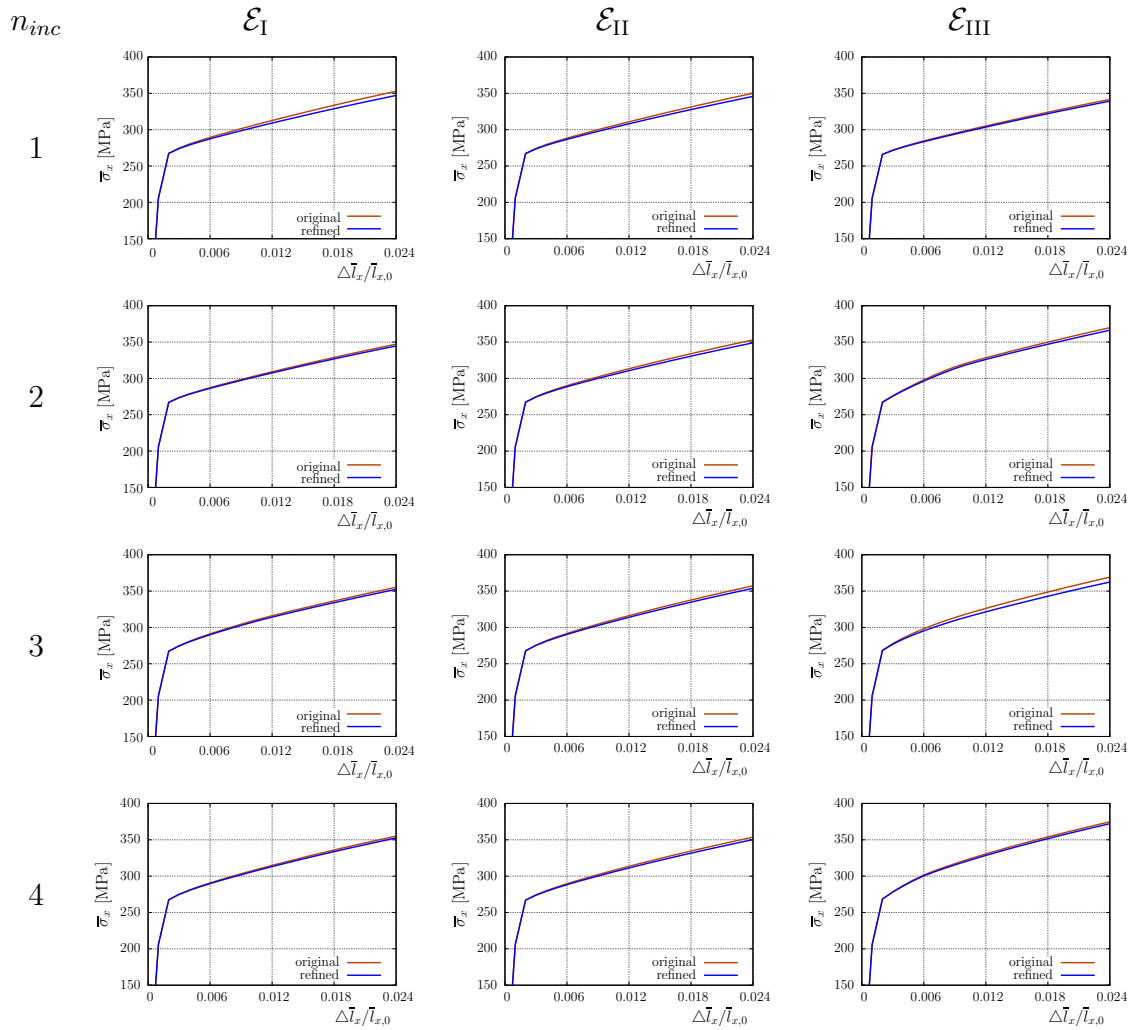 n_{inc} ℰ_I ℰ_II ℰ_III
1
400 350 300 250 200 150
σ̅_x [MPa]
original
refined
0 0.006 0.012 0.018 0.024
△l̅_x/l̅_{x,0}
400 350 300 250 200 150
σ̅_x [MPa]
original
refined
0 0.006 0.012 0.018 0.024
△l̅_x/l̅_{x,0}
400 350 300 250 200 150
σ̅_x [MPa]
original
refined
0 0.006 0.012 0.018 0.024
△l̅_x/l̅_{x,0}
2
400 350 300 250 200 150
σ̅_x [MPa]
original
refined
0 0.006 0.012 0.018 0.024
△l̅_x/l̅_{x,0}
400 350 300 250 200 150
σ̅_x [MPa]
original
refined
0 0.006 0.012 0.018 0.024
△l̅_x/l̅_{x,0}
400 350 300 250 200 150
σ̅_x [MPa]
original
refined
0 0.006 0.012 0.018 0.024
△l̅_x/l̅_{x,0}
3
400 350 300 250 200 150
σ̅_x [MPa]
original
refined
0 0.006 0.012 0.018 0.024
△l̅_x/l̅_{x,0}
400 350 300 250 200 150
σ̅_x [MPa]
original
refined
0 0.006 0.012 0.018 0.024
△l̅_x/l̅_{x,0}
400 350 300 250 200 150
σ̅_x [MPa]
original
refined
0 0.006 0.012 0.018 0.024
△l̅_x/l̅_{x,0}
4
400 350 300 250 200 150
σ̅_x [MPa]
original
refined
0 0.006 0.012 0.018 0.024
△l̅_x/l̅_{x,0}
400 350 300 250 200 150
σ̅_x [MPa]
original
refined
0 0.006 0.012 0.018 0.024
△l̅_x/l̅_{x,0}
400 350 300 250 200 150
σ̅_x [MPa]
original
refined
0 0.006 0.012 0.018 0.024
△l̅_x/l̅_{x,0}